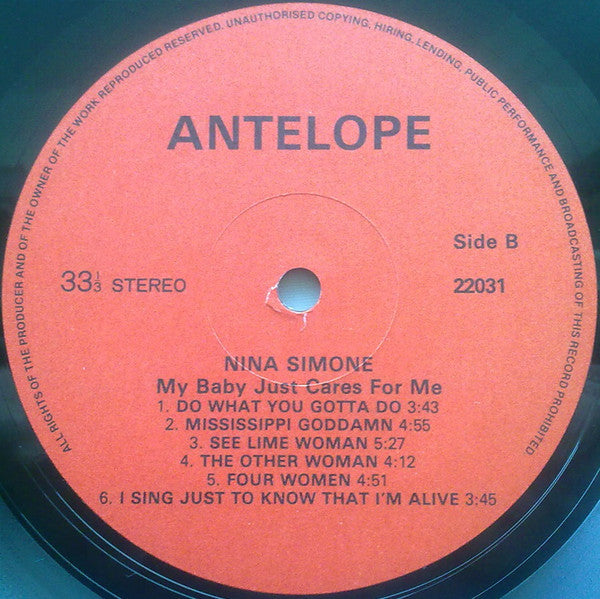 ALL RIGHTS OF THE PRODUCER AND OF THE OWNER OF THE WORK REPRODUCED RESERVED. UNAUTHORISED COPYING, HIRING, LENDING, PUBLIC PERFORMANCE AND BROADCASTING OF THIS RECORD PROHIBITED
ANTELOPE
Side B
33⅓ STEREO
22031
NINA SIMONE
My Baby Just Cares For Me
1. DO WHAT YOU GOTTA DO 3:43
2. MISSISSIPPI GODDAMN 4:55
3. SEE LIME WOMAN 5:27
4. THE OTHER WOMAN 4:12
5. FOUR WOMEN 4:51
6. I SING JUST TO KNOW THAT I'M ALIVE 3:45